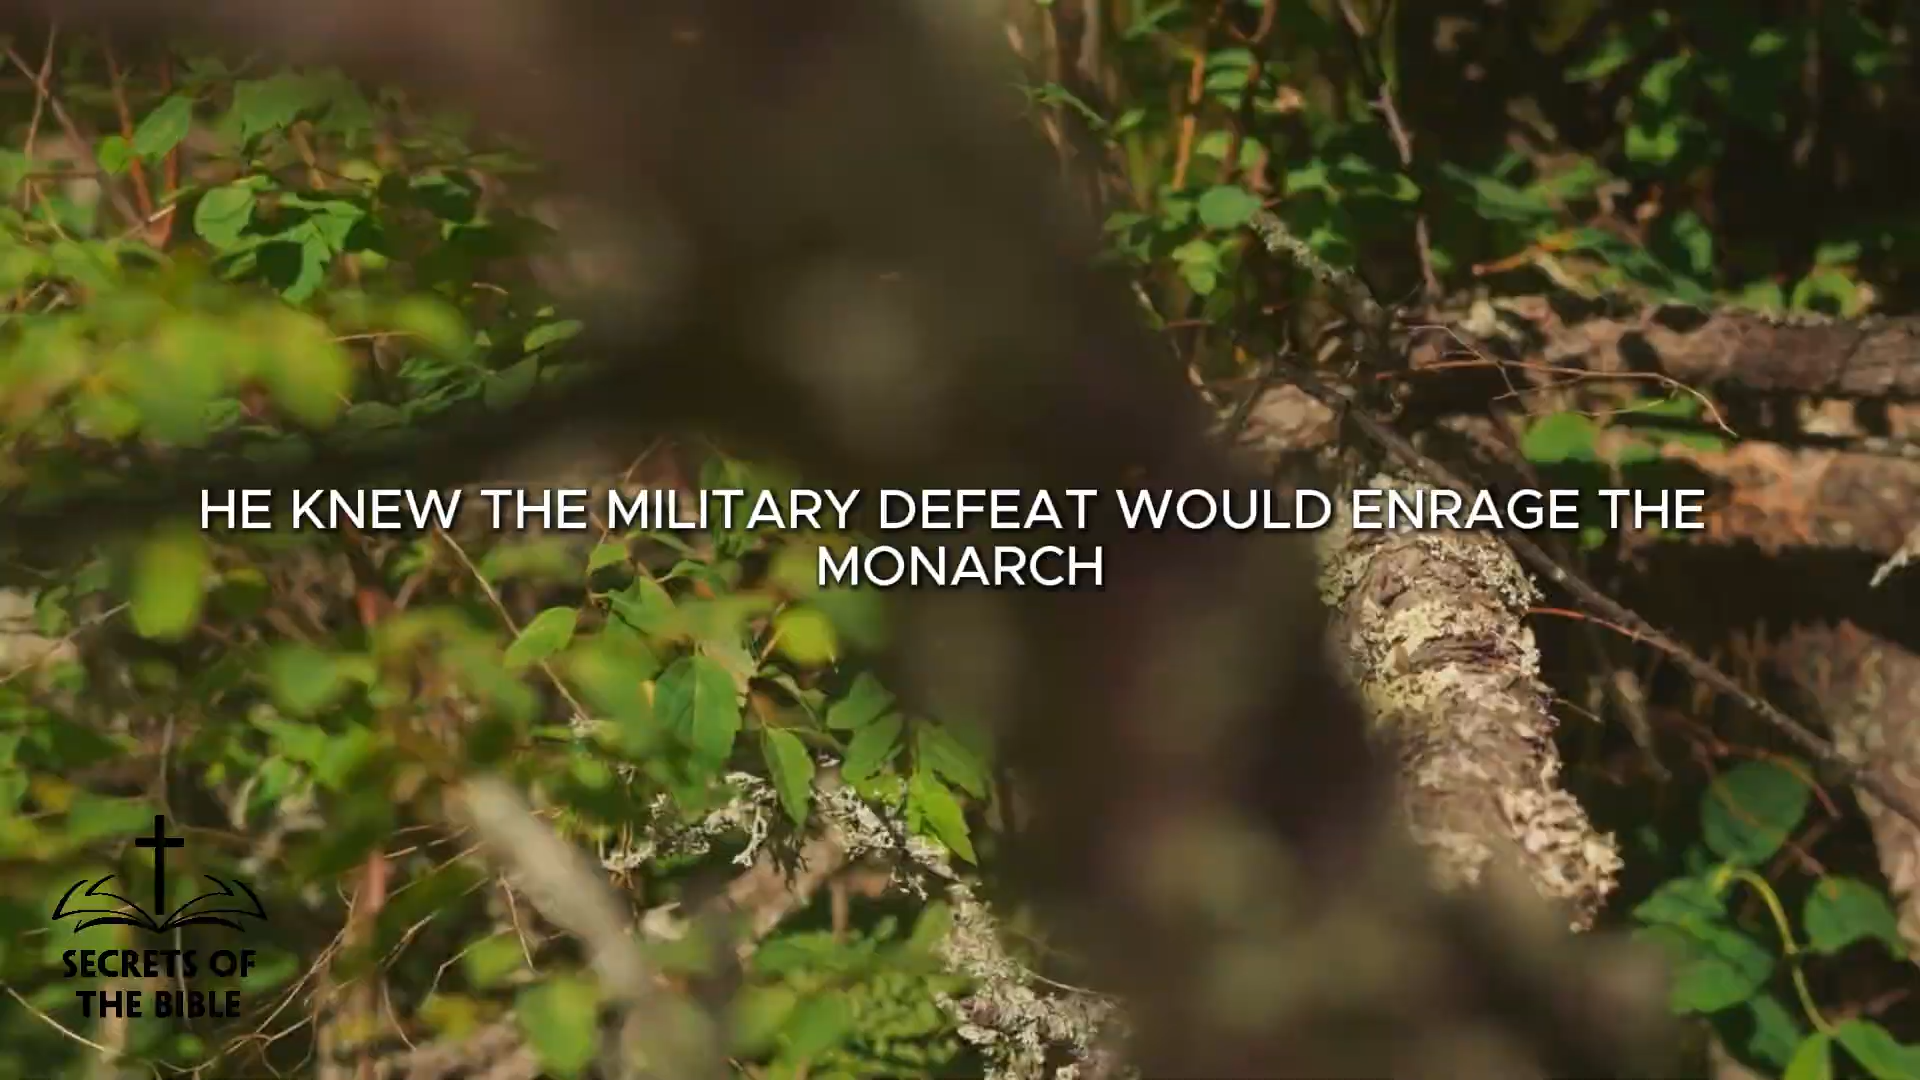 HE KNEW THE MILITARY DEFEAT WOULD ENRAGE THE
MONARCH
SECRETS OF
THE BIBLE